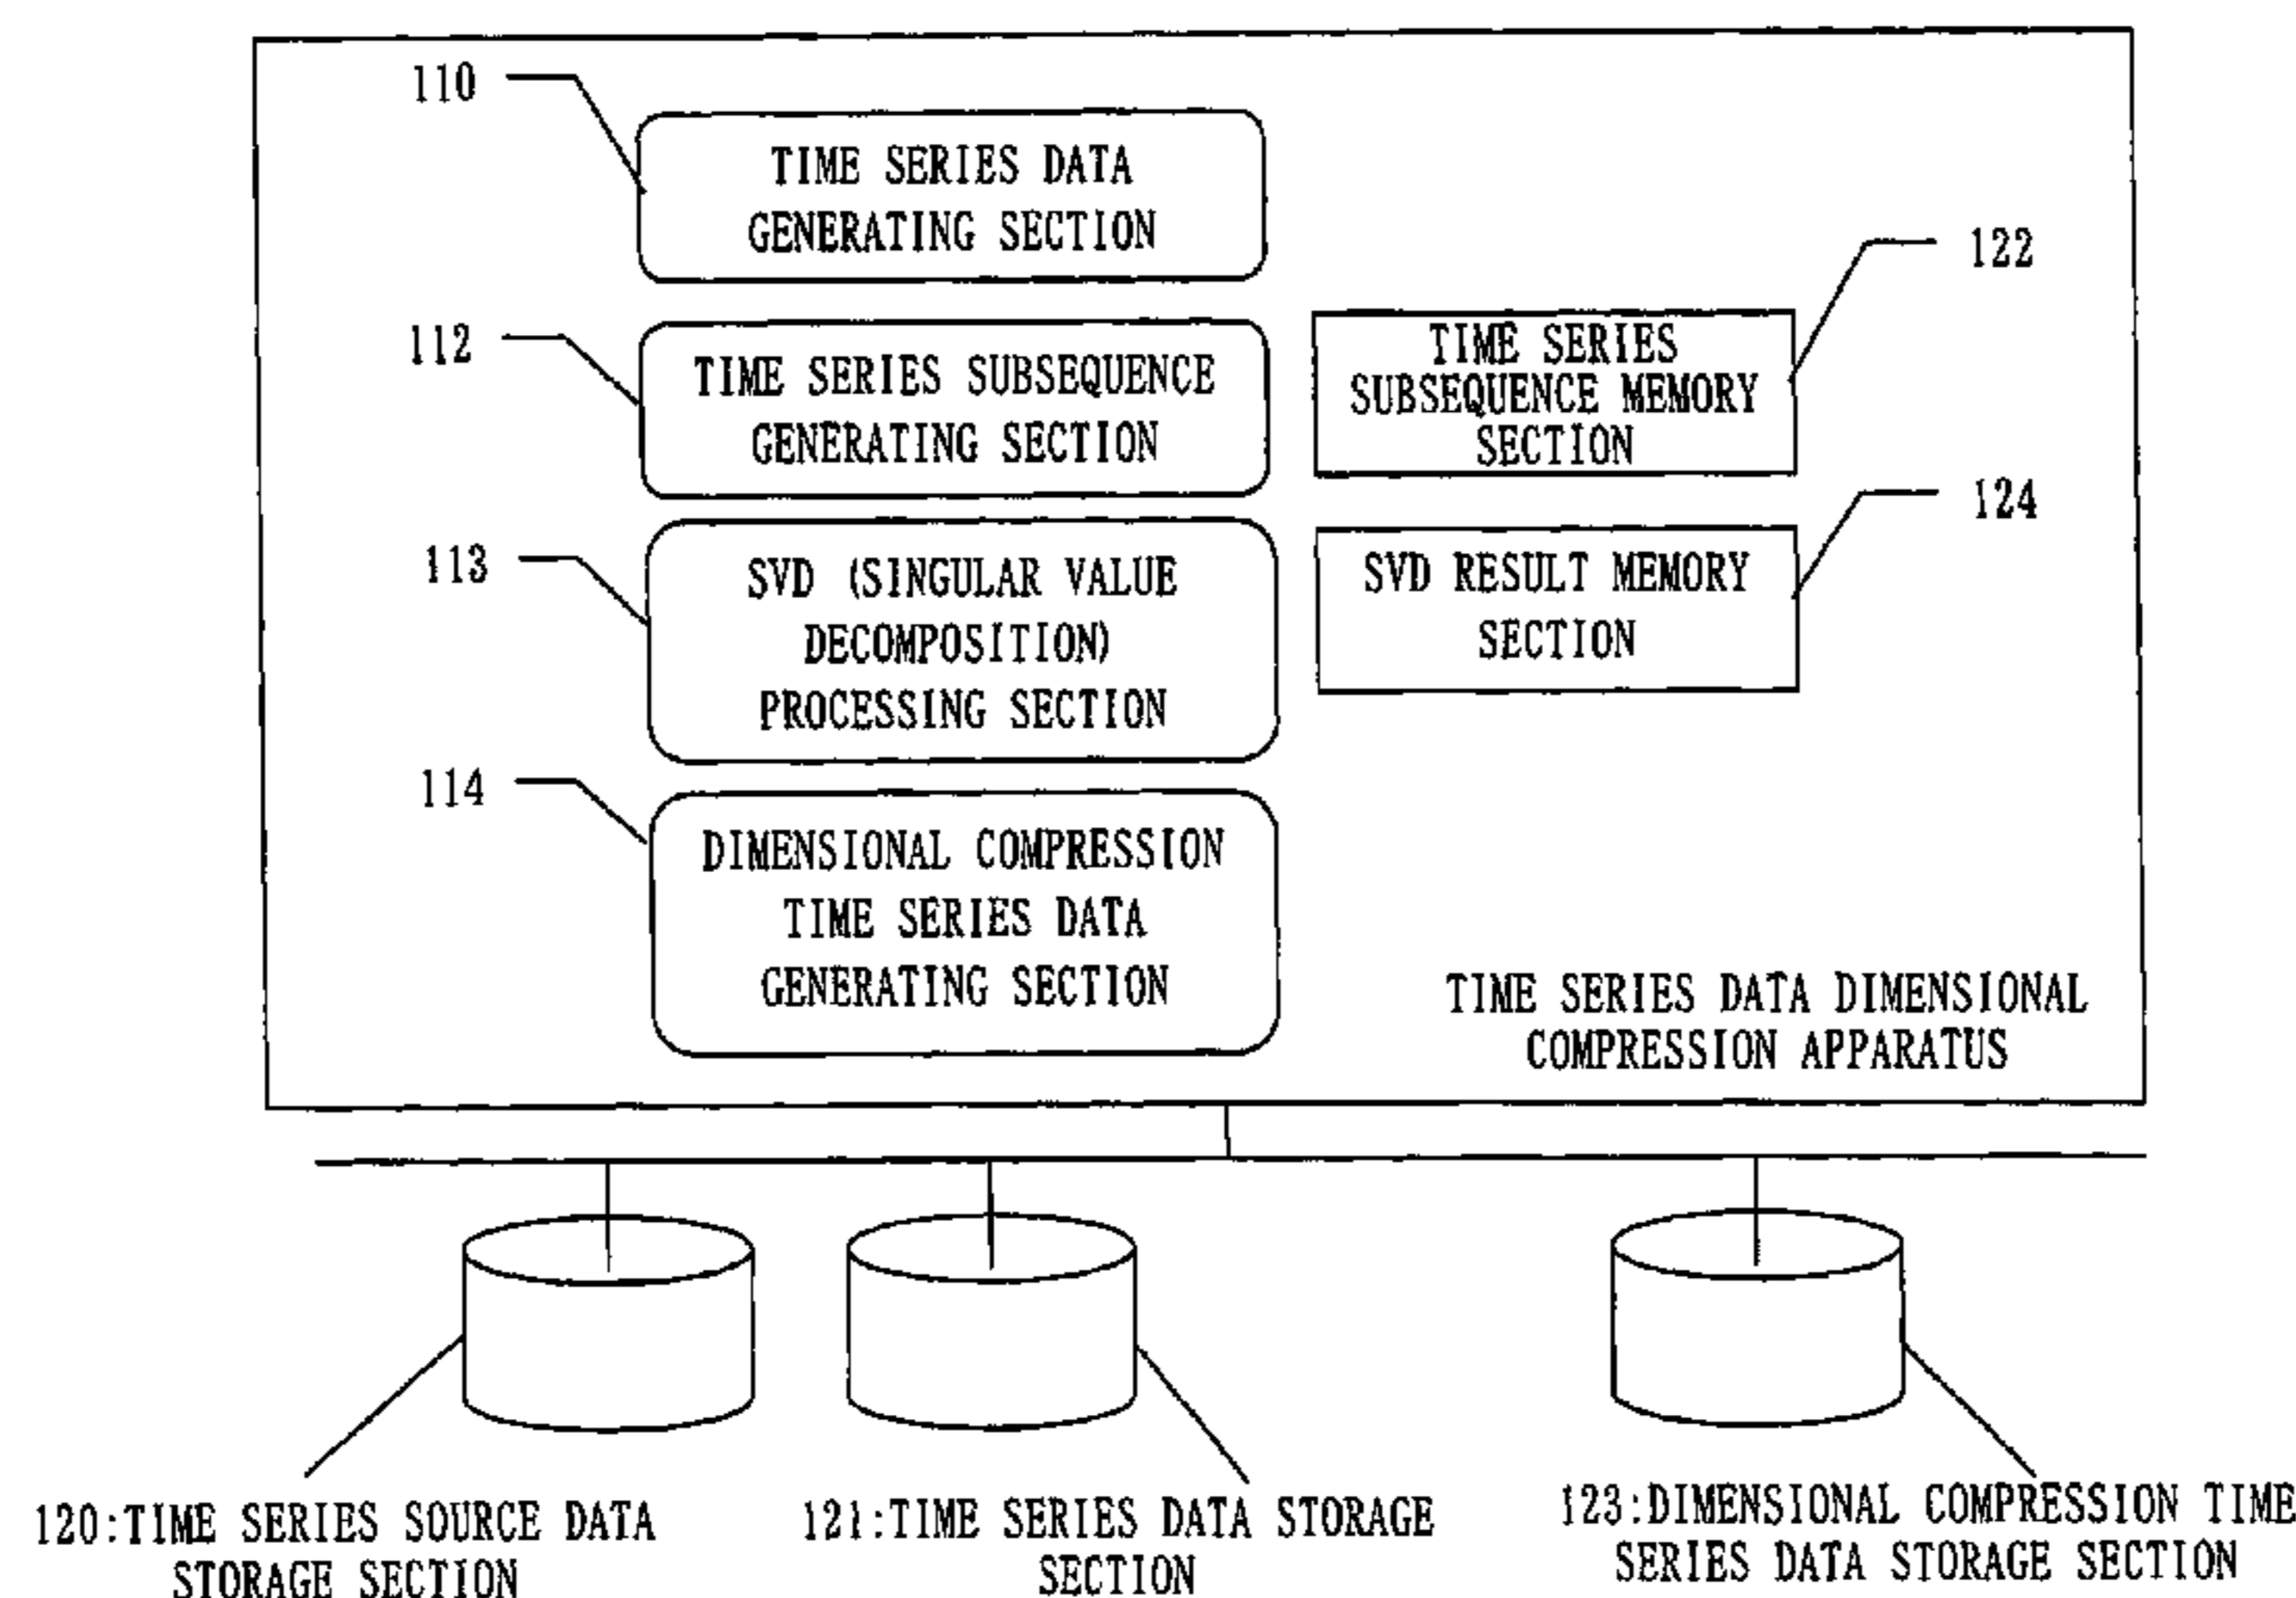 110
TIME SERIES DATA
GENERATING SECTION
122
112
TIME SERIES SUBSEQUENCE
GENERATING SECTION
TIME SERIES
SUBSEQUENCE MEMORY
SECTION
124
113
SVD (SINGULAR VALUE
DECOMPOSITION)
PROCESSING SECTION
SVD RESULT MEMORY
SECTION
114
DIMENSIONAL COMPRESSION
TIME SERIES DATA
GENERATING SECTION
TIME SERIES DATA DIMENSIONAL
COMPRESSION APPARATUS
120:TIME SERIES SOURCE DATA
STORAGE SECTION
121:TIME SERIES DATA STORAGE
SECTION
123:DIMENSIONAL COMPRESSION TIME
SERIES DATA STORAGE SECTION